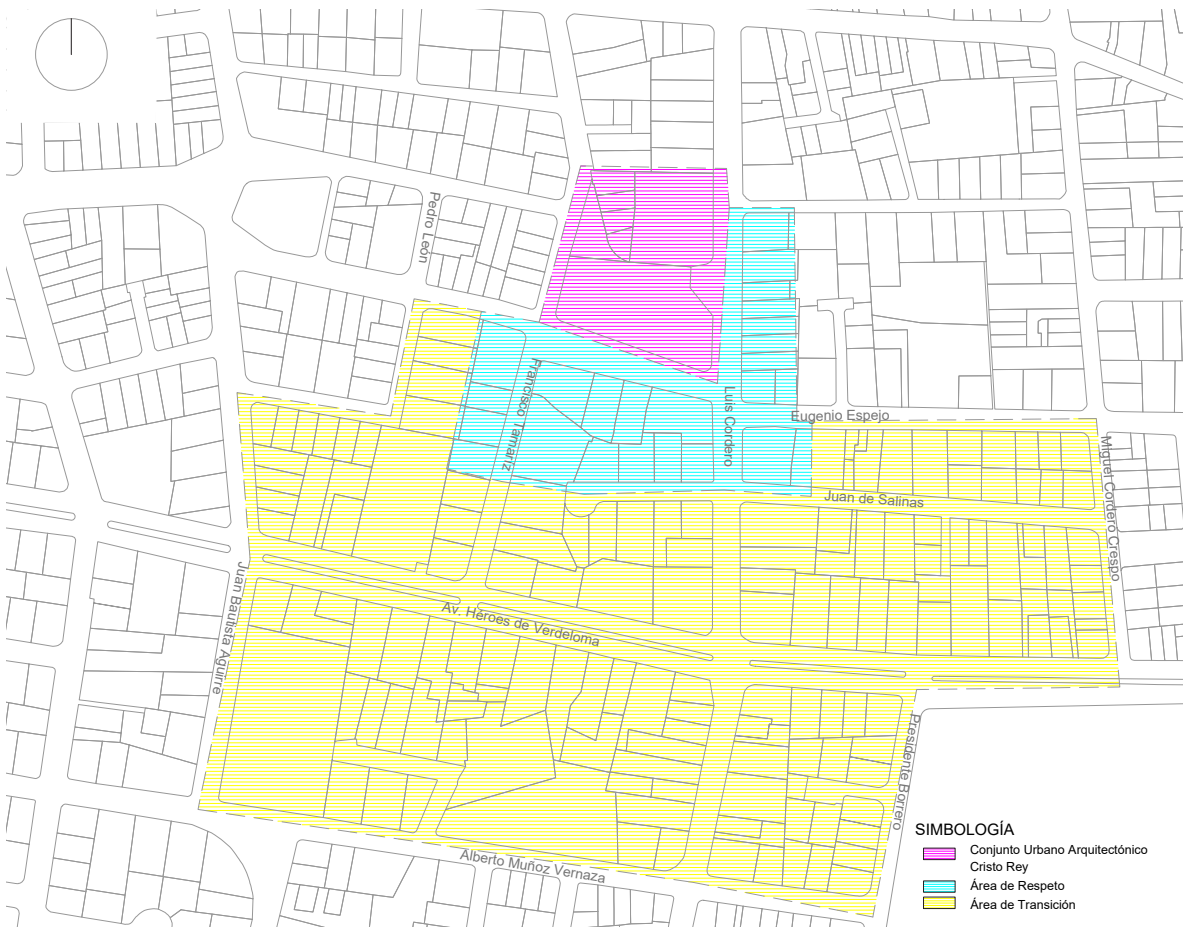 Pedro León
Francisco Tamariz
Luis Cordero
Eugenio Espejo
Miguel Cordero Crespo
Juan de Salinas
Juan Bautista Aguirre
Av. Héroes de Verdeloma
Presidente Borrero
Alberto Muñoz Vernaza
SIMBOLOGÍA
Conjunto Urbano Arquitectónico
Cristo Rey
Área de Respeto
Área de Transición